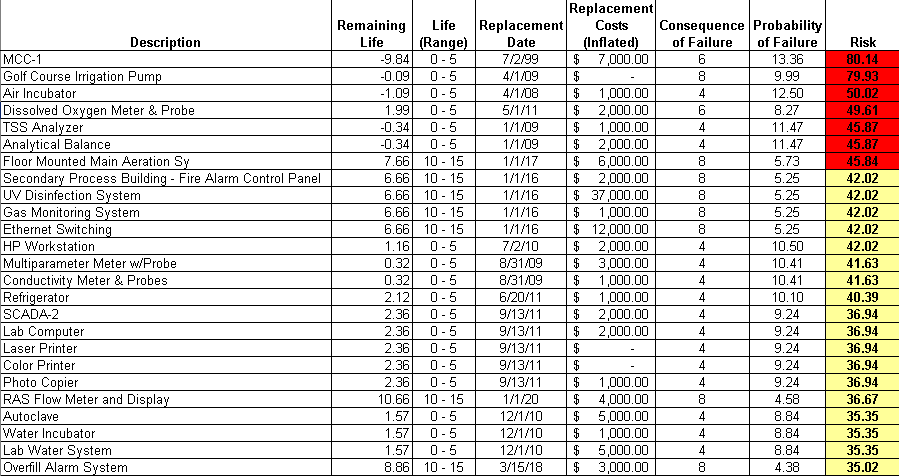 Description Remaining Life Life (Range) Replacement Date Replacement Costs (Inflated) Consequence of Failure Probability of Failure Risk
MCC-1 -9.84 0 - 5 7/2/99 $ 7,000.00 6 13.36 80.14
Golf Course Irrigation Pump -0.09 0 - 5 4/1/09 $ - 8 9.99 79.93
Air Incubator -1.09 0 - 5 4/1/08 $ 1,000.00 4 12.50 50.02
Dissolved Oxygen Meter & Probe 1.99 0 - 5 5/1/11 $ 2,000.00 6 8.27 49.61
TSS Analyzer -0.34 0 - 5 1/1/09 $ 1,000.00 4 11.47 45.87
Analytical Balance -0.34 0 - 5 1/1/09 $ 2,000.00 4 11.47 45.87
Floor Mounted Main Aeration Sy 7.66 10 - 15 1/1/17 $ 6,000.00 8 5.73 45.84
Secondary Process Building - Fire Alarm Control Panel 6.66 10 - 15 1/1/16 $ 2,000.00 8 5.25 42.02
UV Disinfection System 6.66 10 - 15 1/1/16 $ 37,000.00 8 5.25 42.02
Gas Monitoring System 6.66 10 - 15 1/1/16 $ 1,000.00 8 5.25 42.02
Ethernet Switching 6.66 10 - 15 1/1/16 $ 12,000.00 8 5.25 42.02
HP Workstation 1.16 0 - 5 7/2/10 $ 2,000.00 4 10.50 42.02
Multiparameter Meter w/Probe 0.32 0 - 5 8/31/09 $ 3,000.00 4 10.41 41.63
Conductivity Meter & Probes 0.32 0 - 5 8/31/09 $ 1,000.00 4 10.41 41.63
Refrigerator 2.12 0 - 5 6/20/11 $ 1,000.00 4 10.10 40.39
SCADA-2 2.36 0 - 5 9/13/11 $ 2,000.00 4 9.24 36.94
Lab Computer 2.36 0 - 5 9/13/11 $ 2,000.00 4 9.24 36.94
Laser Printer 2.36 0 - 5 9/13/11 $ - 4 9.24 36.94
Color Printer 2.36 0 - 5 9/13/11 $ - 4 9.24 36.94
Photo Copier 2.36 0 - 5 9/13/11 $ 1,000.00 4 9.24 36.94
RAS Flow Meter and Display 10.66 10 - 15 1/1/20 $ 4,000.00 8 4.58 36.67
Autoclave 1.57 0 - 5 12/1/10 $ 5,000.00 4 8.84 35.35
Water Incubator 1.57 0 - 5 12/1/10 $ 1,000.00 4 8.84 35.35
Lab Water System 1.57 0 - 5 12/1/10 $ 5,000.00 4 8.84 35.35
Overfill Alarm System 8.86 10 - 15 3/15/18 $ 3,000.00 8 4.38 35.02